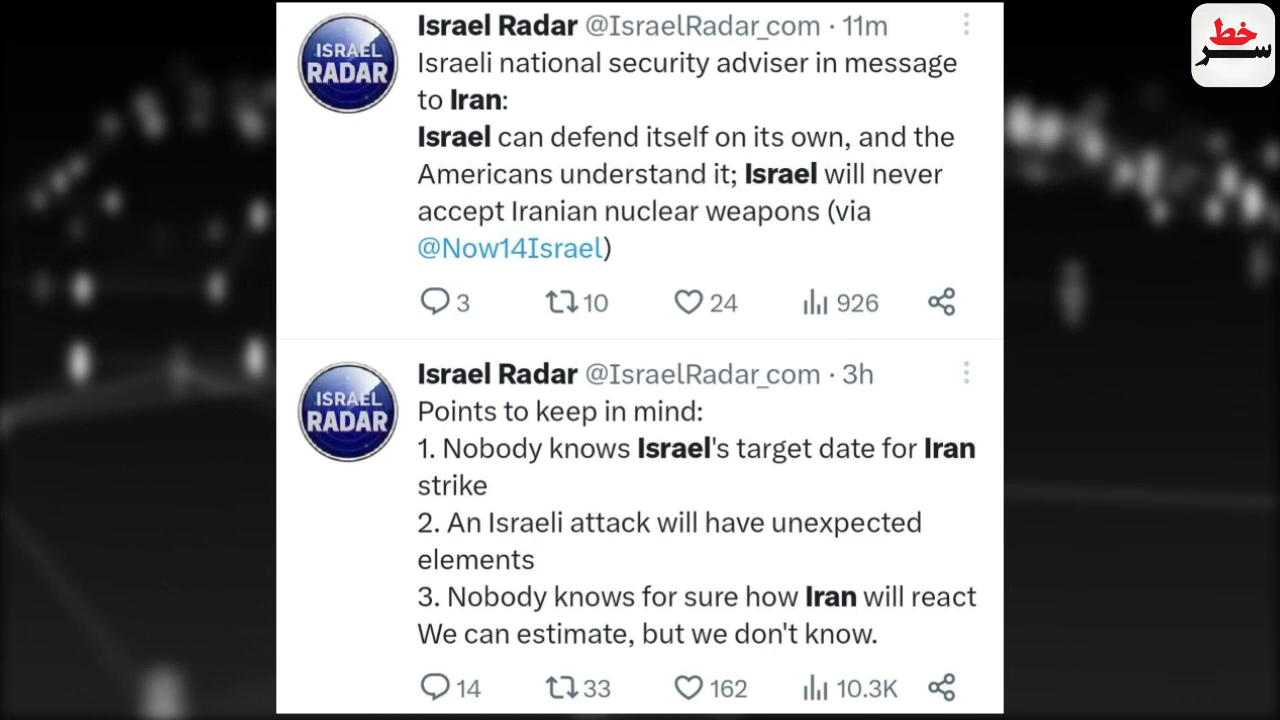 خط
سر
ISRAEL
RADAR
Israel Radar @IsraelRadar_com · 11m
Israeli national security adviser in message
to Iran:
Israel can defend itself on its own, and the
Americans understand it; Israel will never
accept Iranian nuclear weapons (via
@Now14Israel)
3 10 24 926
ISRAEL
RADAR
Israel Radar @IsraelRadar_com · 3h
Points to keep in mind:
1. Nobody knows Israel's target date for Iran
strike
2. An Israeli attack will have unexpected
elements
3. Nobody knows for sure how Iran will react
We can estimate, but we don't know.
14 33 162 10.3K